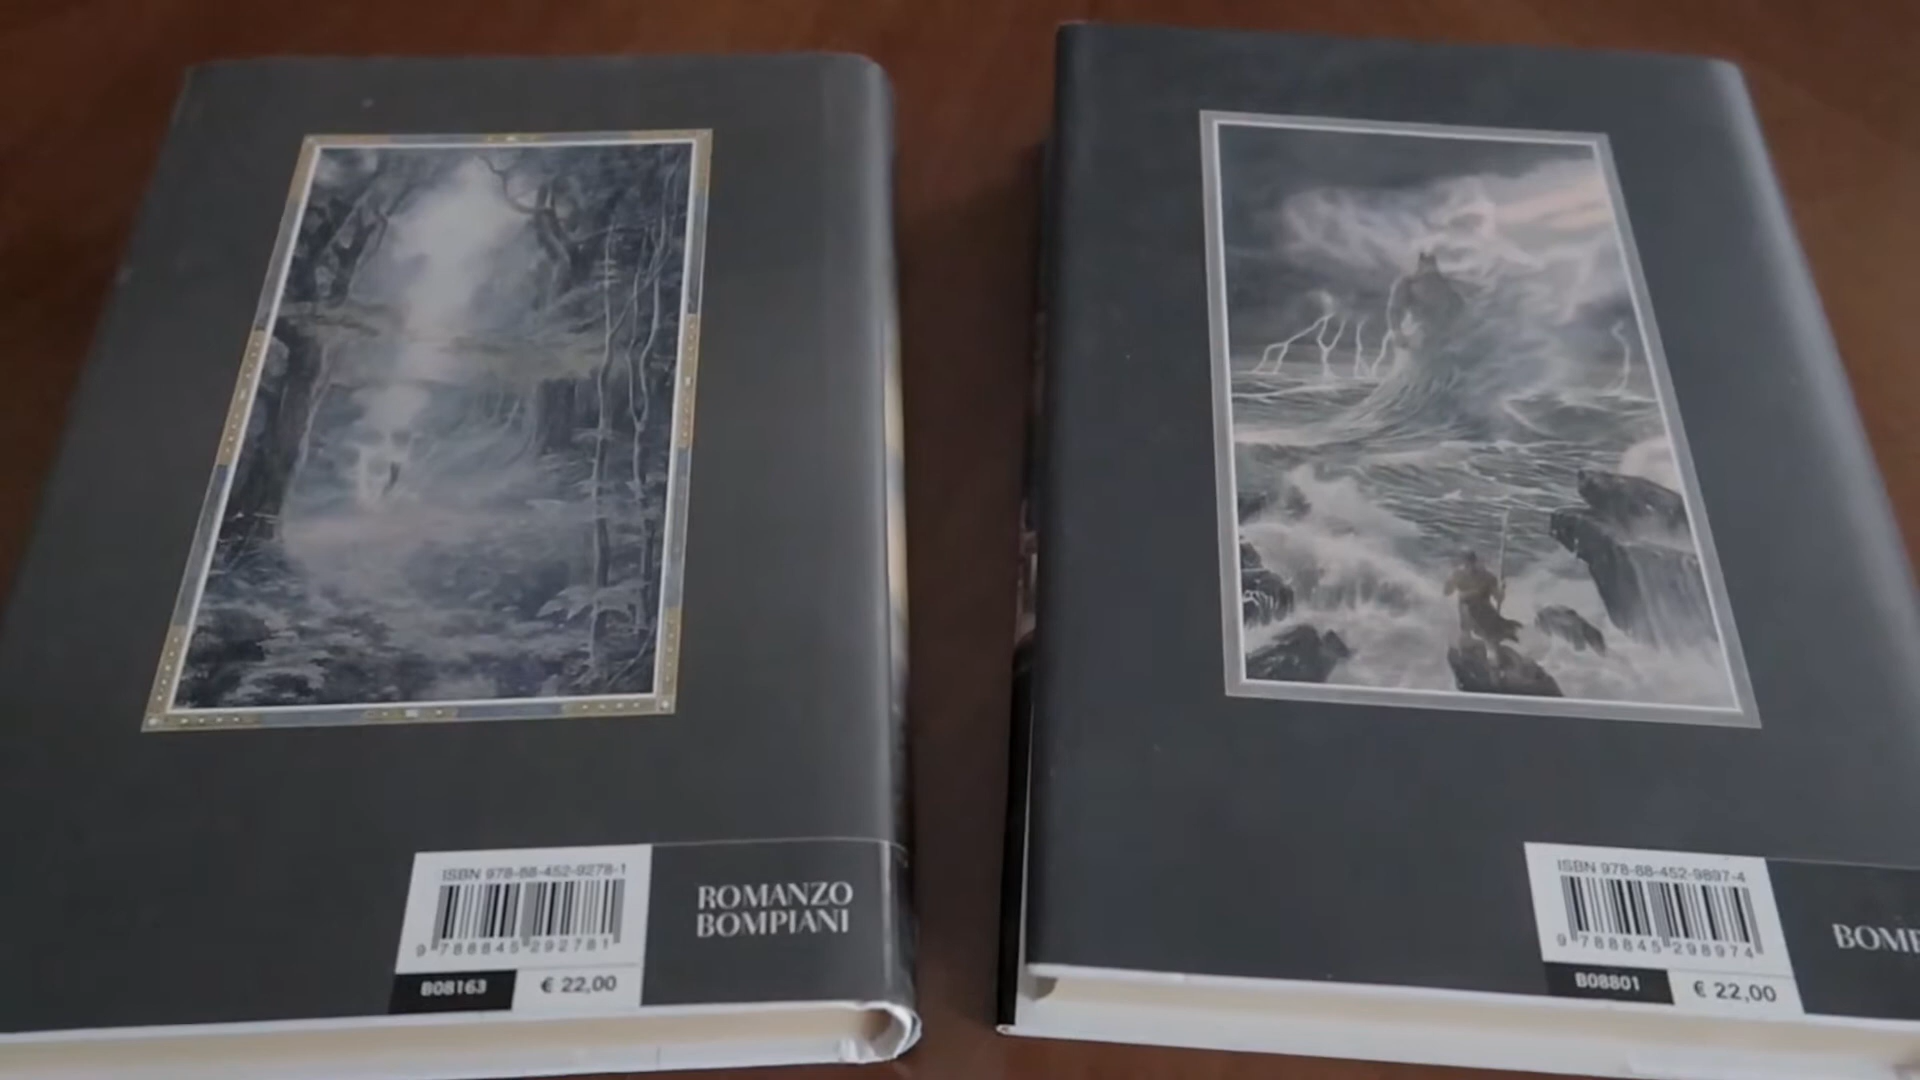 ISBN 978-88-452-9278-1
9 788845 292781
B08163
€ 22,00
ROMANZO
BOMPIANI
ISBN 978-88-452-9897-4
9 788845 298974
B08801
€ 22,00
BOMP